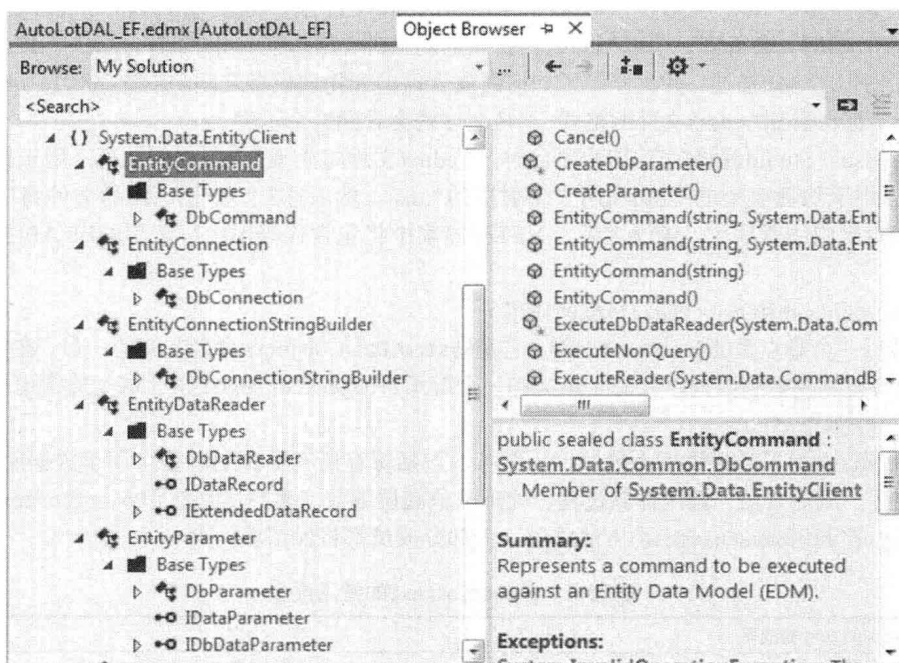 AutoLotDAL_EF.edmx [AutoLotDAL_EF]
Object Browser
Browse: My Solution
...
<Search>
{ } System.Data.EntityClient
EntityCommand
Base Types
DbCommand
EntityConnection
Base Types
DbConnection
EntityConnectionStringBuilder
Base Types
DbConnectionStringBuilder
EntityDataReader
Base Types
DbDataReader
IDataRecord
IExtendedDataRecord
EntityParameter
Base Types
DbParameter
IDataParameter
IDbDataParameter
Cancel()
CreateDbParameter()
CreateParameter()
EntityCommand(string, System.Data.Ent
EntityCommand(string, System.Data.Ent
EntityCommand(string)
EntityCommand()
ExecuteDbDataReader(System.Data.Com
ExecuteNonQuery()
ExecuteReader(System.Data.CommandB
public sealed class EntityCommand :
System.Data.Common.DbCommand
Member of System.Data.EntityClient
Summary:
Represents a command to be executed
against an Entity Data Model (EDM).
Exceptions: